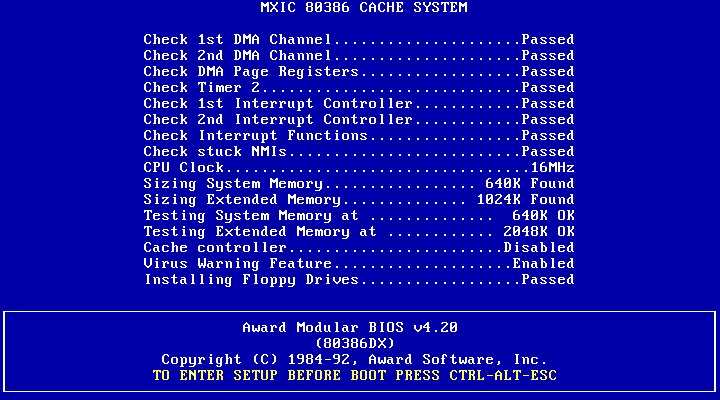 MXIC 80386 CACHE SYSTEM
Check 1st DMA Channel.....................Passed
Check 2nd DMA Channel.....................Passed
Check DMA Page Registers..................Passed
Check Timer 2.............................Passed
Check 1st Interrupt Controller............Passed
Check 2nd Interrupt Controller............Passed
Check Interrupt Functions.................Passed
Check stuck NMIs..........................Passed
CPU Clock..................................16MHz
Sizing System Memory................. 640K Found
Sizing Extended Memory.............. 1024K Found
Testing System Memory at ..............  640K OK
Testing Extended Memory at ............ 2048K OK
Cache controller........................Disabled
Virus Warning Feature....................Enabled
Installing Floppy Drives..................Passed
Award Modular BIOS v4.20
(80386DX)
Copyright (C) 1984-92, Award Software, Inc.
TO ENTER SETUP BEFORE BOOT PRESS CTRL-ALT-ESC